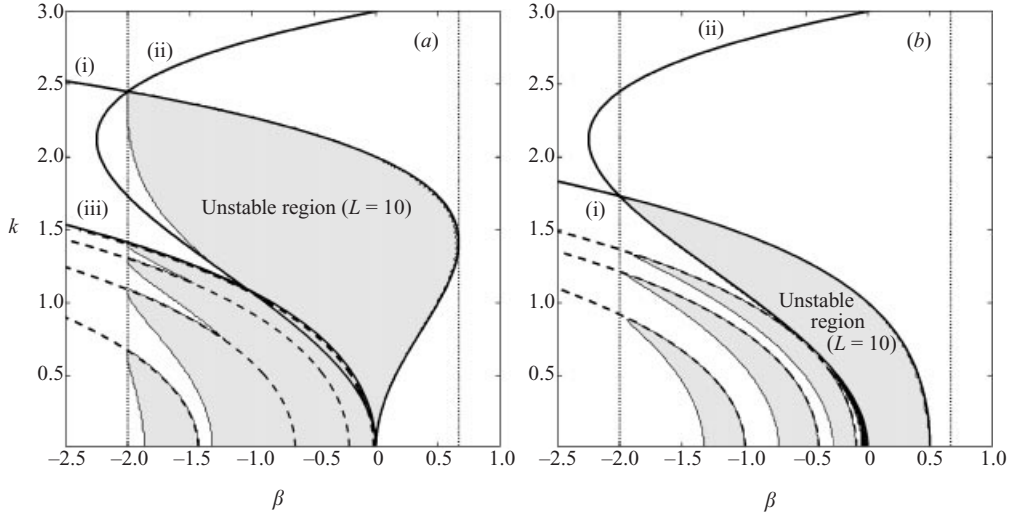 3.0
(ii)
(a)
(i)
2.5
2.0
Unstable region (L = 10)
(iii)
k
1.5
1.0
0.5
–2.5
–2.0
–1.5
–1.0
–0.5
0
0.5
1.0
β
3.0
(ii)
(b)
2.5
2.0
(i)
1.5
1.0
Unstable
region
(L = 10)
0.5
–2.5
–2.0
–1.5
–1.0
–0.5
0
0.5
1.0
β